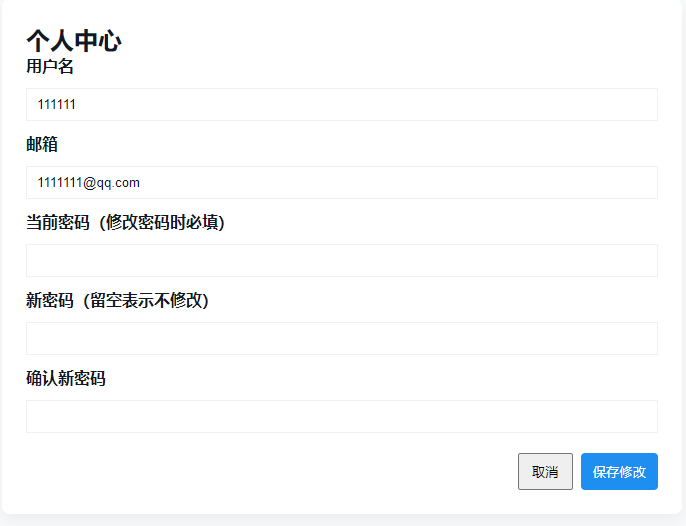 个人中心
用户名
111111
邮箱
1111111@qq.com
当前密码（修改密码时必填）
新密码（留空表示不修改）
确认新密码
取消
保存修改